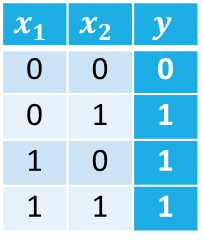 x₁ x₂ y
0 0 0
0 1 1
1 0 1
1 1 1